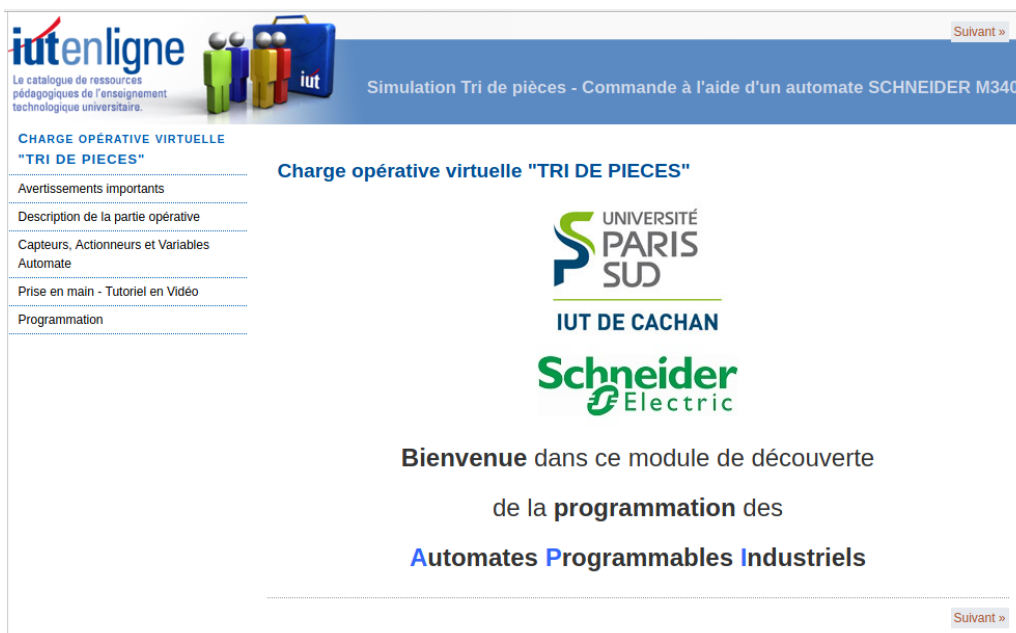 iutenligne
Le catalogue de ressources
pédagogiques de l'enseignement
technologique universitaire.
iut
Suivant »
Simulation Tri de pièces - Commande à l'aide d'un automate SCHNEIDER M340
CHARGE OPÉRATIVE VIRTUELLE
"TRI DE PIECES"
Avertissements importants
Description de la partie opérative
Capteurs, Actionneurs et Variables
Automate
Prise en main - Tutoriel en Vidéo
Programmation
Charge opérative virtuelle "TRI DE PIECES"
UNIVERSITÉ
PARIS
SUD
IUT DE CACHAN
Schneider
Electric
Bienvenue dans ce module de découverte
de la programmation des
Automates Programmables Industriels
Suivant »